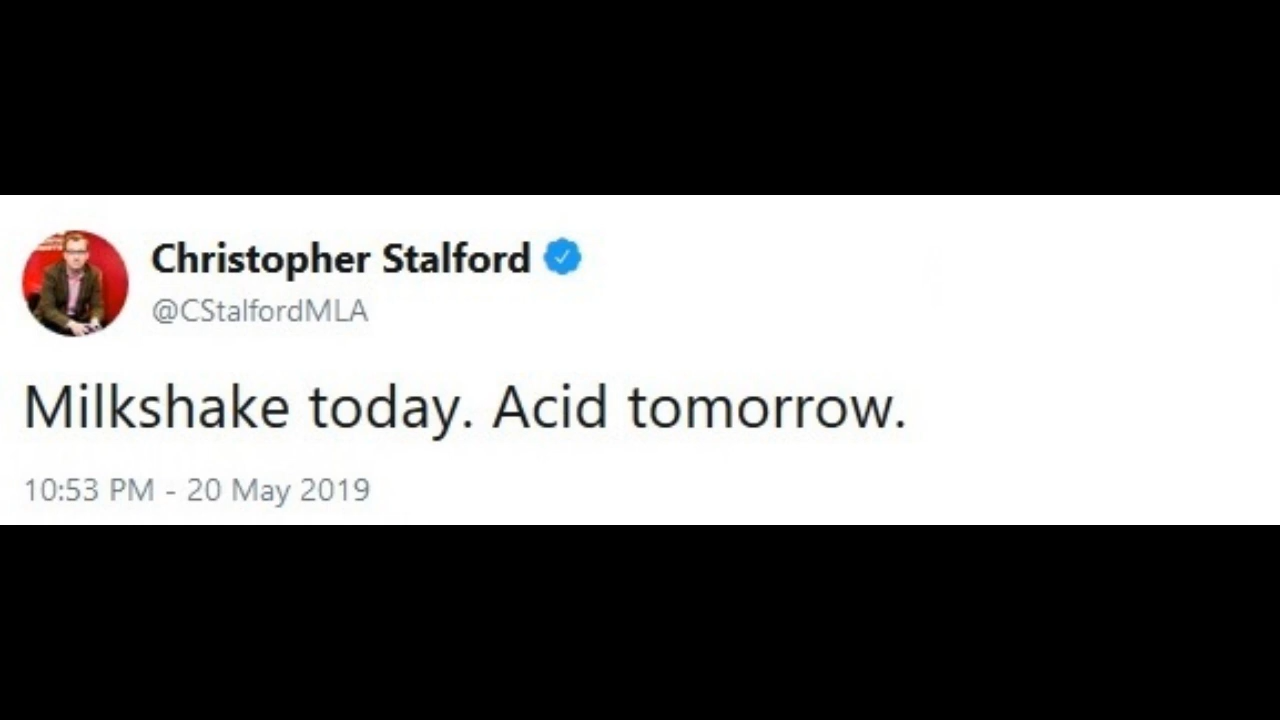 Christopher Stalford
@CStalfordMLA
Milkshake today. Acid tomorrow.
10:53 PM - 20 May 2019